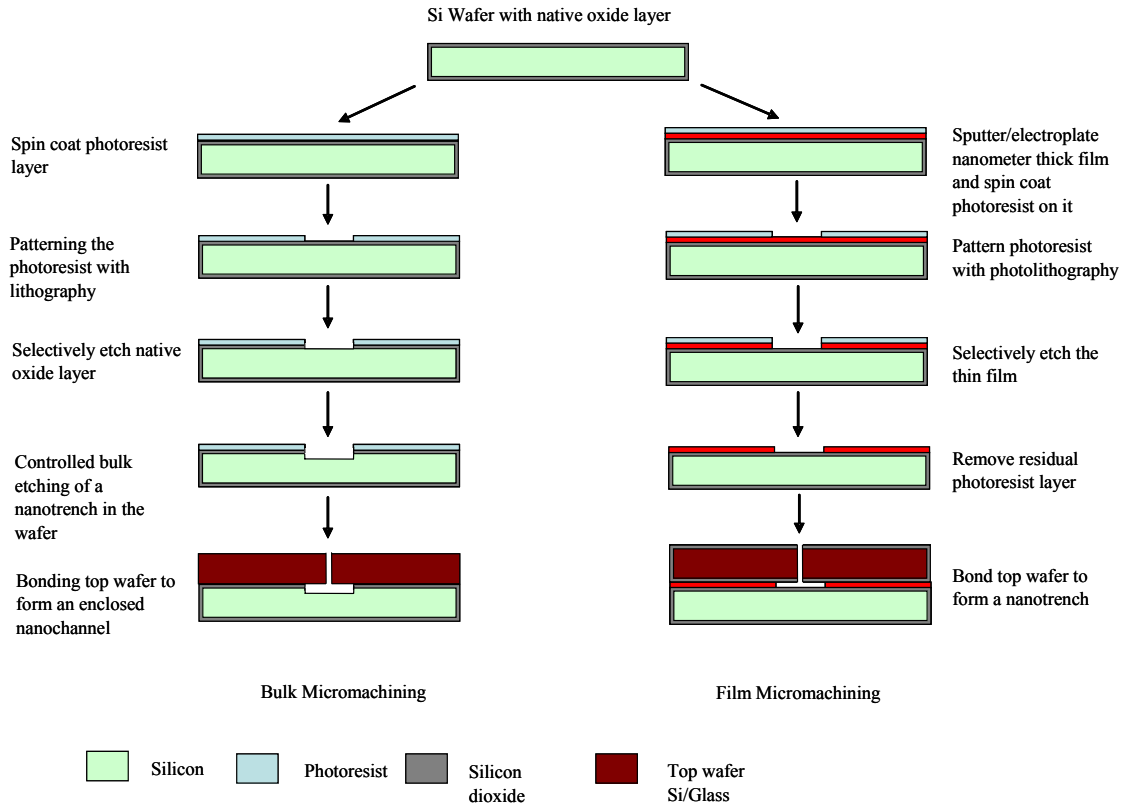 Si Wafer with native oxide layer
Spin coat photoresist
layer
Patterning the
photoresist with
lithography
Selectively etch native
oxide layer
Controlled bulk
etching of a
nanotrench in the
wafer
Bonding top wafer to
form an enclosed
nanochannel
Bulk Micromachining
Sputter/electroplate
nanometer thick film
and spin coat
photoresist on it
Pattern photoresist
with photolithography
Selectively etch the
thin film
Remove residual
photoresist layer
Bond top wafer to
form a nanotrench
Film Micromachining
Silicon
Photoresist
Silicon
dioxide
Top wafer
Si/Glass